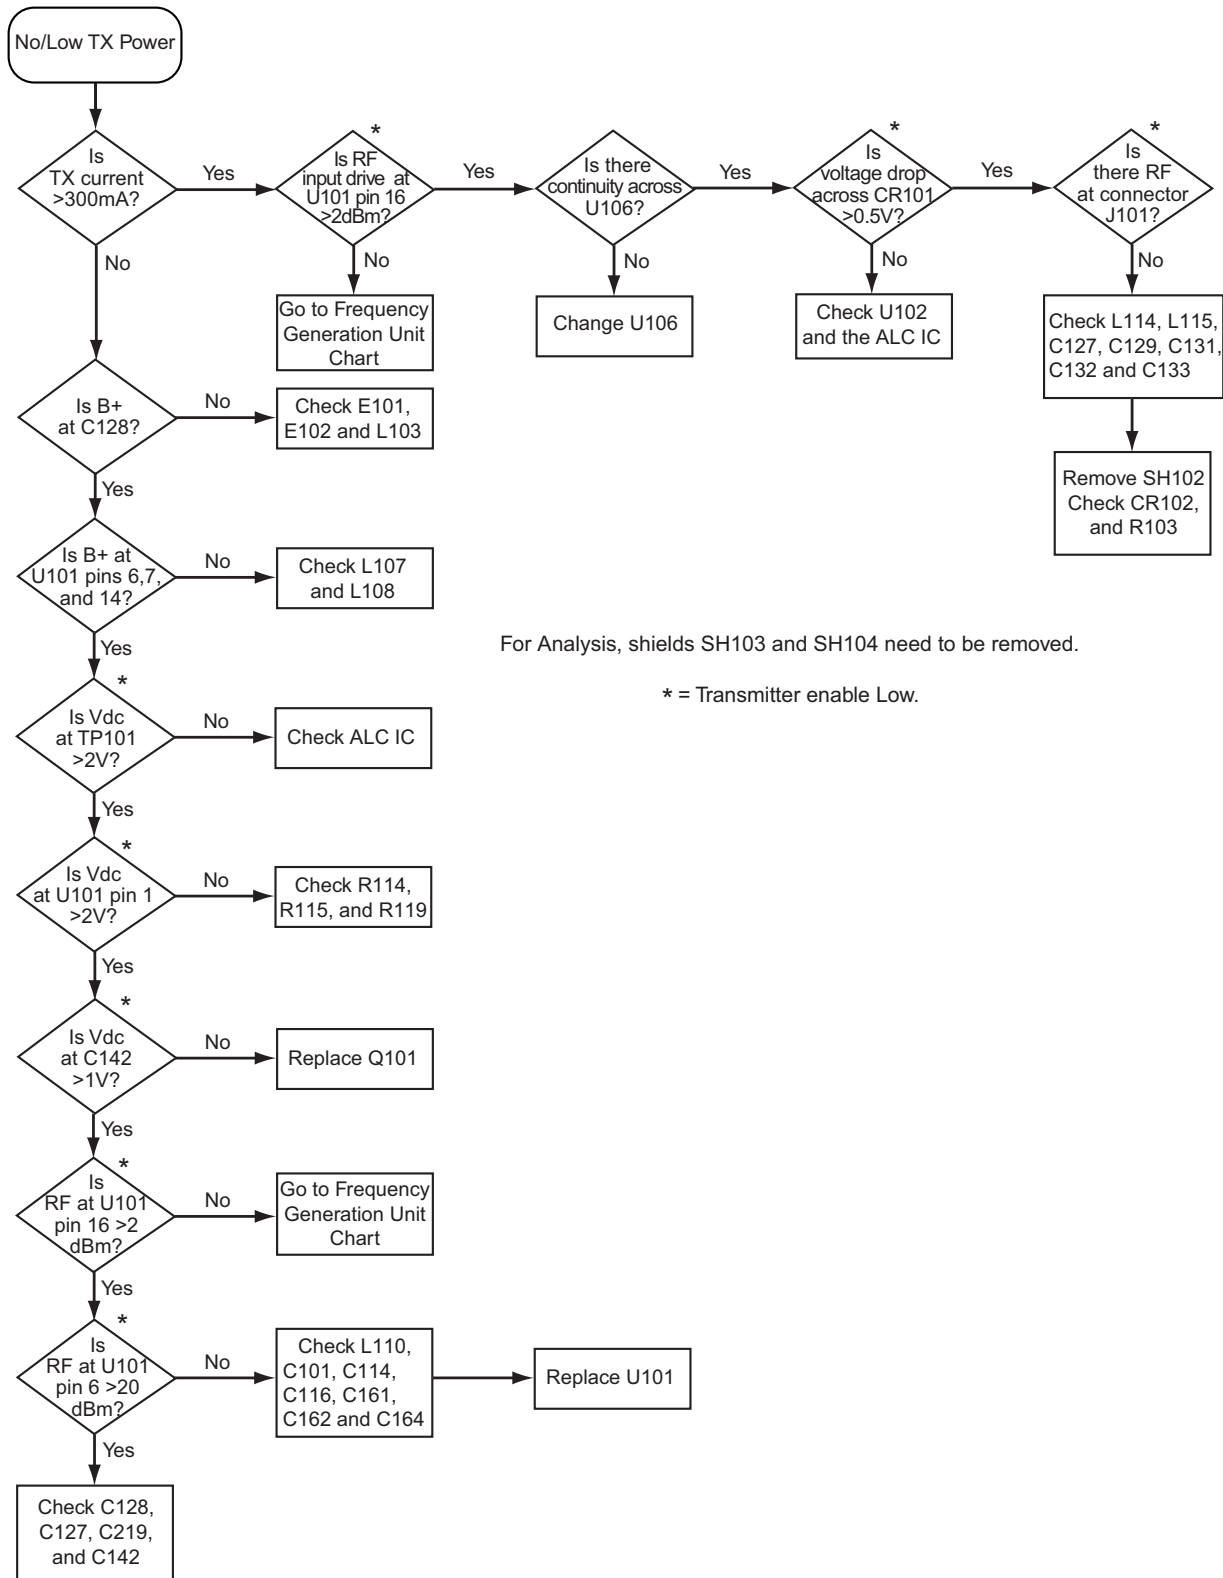 No/Low TX Power
Is
TX current
>300mA?
Yes
*
Is RF
input drive at
U101 pin 16
>2dBm?
Yes
Is there
continuity across
U106?
Yes
*
Is
voltage drop
across CR101
>0.5V?
Yes
*
Is
there RF
at connector
J101?
No
No
Go to Frequency
Generation Unit
Chart
No
Change U106
No
Check U102
and the ALC IC
No
Check L114, L115,
C127, C129, C131,
C132 and C133
Remove SH102
Check CR102,
and R103
Is B+
at C128?
No
Check E101,
E102 and L103
Yes
Is B+ at
U101 pins 6,7,
and 14?
No
Check L107
and L108
Yes
For Analysis, shields SH103 and SH104 need to be removed.
* = Transmitter enable Low.
*
Is Vdc
at TP101
>2V?
No
Check ALC IC
Yes
*
Is Vdc
at U101 pin 1
>2V?
No
Check R114,
R115, and R119
Yes
*
Is Vdc
at C142
>1V?
No
Replace Q101
Yes
*
Is
RF at U101
pin 16 >2
dBm?
No
Go to Frequency
Generation Unit
Chart
Yes
*
Is
RF at U101
pin 6 >20
dBm?
No
Check L110,
C101, C114,
C116, C161,
C162 and C164
Replace U101
Yes
Check C128,
C127, C219,
and C142